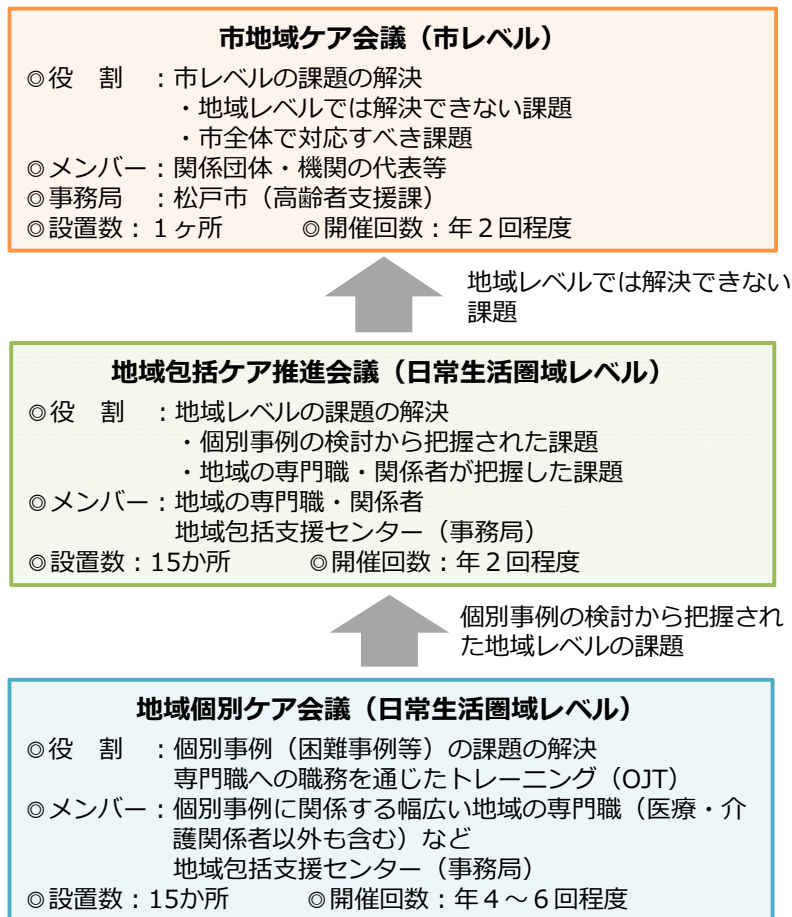 市地域ケア会議（市レベル）
◎役　割　：市レベルの課題の解決
・地域レベルでは解決できない課題
・市全体で対応すべき課題
◎メンバー：関係団体・機関の代表等
◎事務局　：松戸市（高齢者支援課）
◎設置数：１ヶ所　　　◎開催回数：年２回程度
地域レベルでは解決できない
課題
地域包括ケア推進会議（日常生活圏域レベル）
◎役　割　：地域レベルの課題の解決
・個別事例の検討から把握された課題
・地域の専門職・関係者が把握した課題
◎メンバー：地域の専門職・関係者
地域包括支援センター（事務局）
◎設置数：15か所　　　◎開催回数：年２回程度
個別事例の検討から把握され
た地域レベルの課題
地域個別ケア会議（日常生活圏域レベル）
◎役　割　：個別事例（困難事例等）の課題の解決
専門職への職務を通じたトレーニング（OJT）
◎メンバー：個別事例に関係する幅広い地域の専門職（医療・介
護関係者以外も含む）など
地域包括支援センター（事務局）
◎設置数：15か所　　　◎開催回数：年４～６回程度